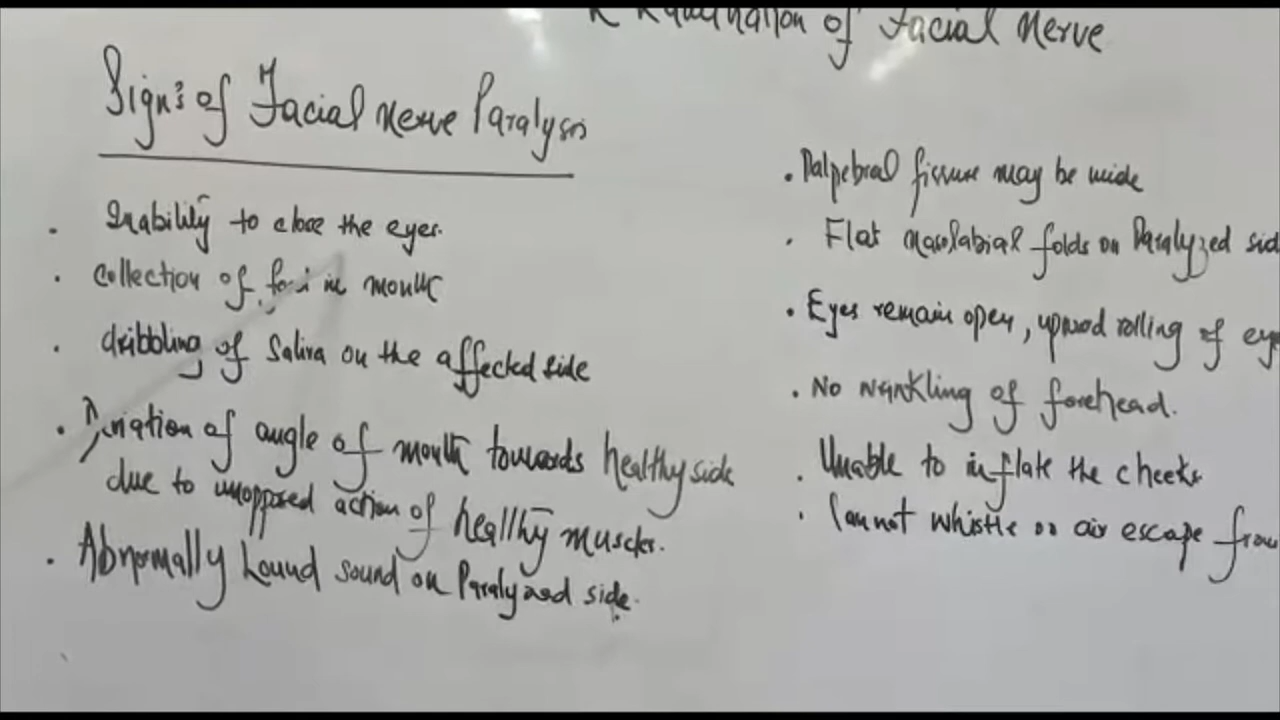 Examination of Facial Nerve
Sign's of Facial nerve Paralysis
. Inability to close the eyes.
. collection of food in mouth
. dribbling of Saliva on the affected side
. of angle of mouth towards healthy side
due to unopposed action of healthy muscles.
. Abnormally Lound sound on Paralyzed side.
. Palpebral fissure may be wide
. Flat nasolabial folds on Paralyzed sid
. Eyes remain open, upward rolling of eye
. No wrinkling of forehead.
. Unable to inflate the cheeks
. Cannot whistle or air escape from